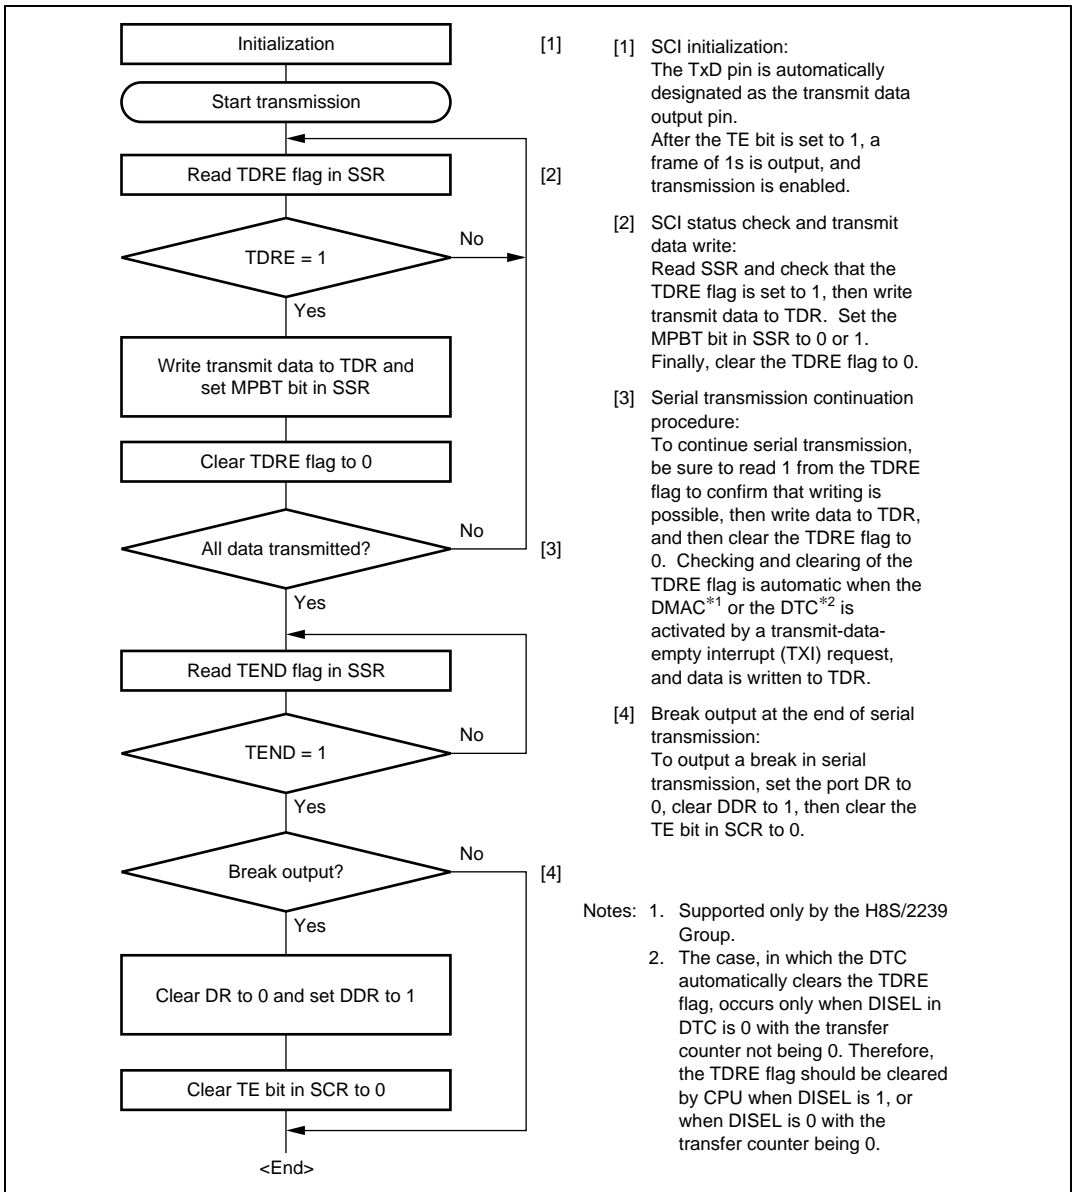 Initialization
[1]
Start transmission
Read TDRE flag in SSR
[2]
TDRE = 1
No
Yes
Write transmit data to TDR and
set MPBT bit in SSR
Clear TDRE flag to 0
All data transmitted?
No
[3]
Yes
Read TEND flag in SSR
TEND = 1
No
Yes
Break output?
No
[4]
Yes
Clear DR to 0 and set DDR to 1
Clear TE bit in SCR to 0
<End>
[1] SCI initialization:
The TxD pin is automatically
designated as the transmit data
output pin.
After the TE bit is set to 1, a
frame of 1s is output, and
transmission is enabled.
[2] SCI status check and transmit
data write:
Read SSR and check that the
TDRE flag is set to 1, then write
transmit data to TDR. Set the
MPBT bit in SSR to 0 or 1.
Finally, clear the TDRE flag to 0.
[3] Serial transmission continuation
procedure:
To continue serial transmission,
be sure to read 1 from the TDRE
flag to confirm that writing is
possible, then write data to TDR,
and then clear the TDRE flag to
0. Checking and clearing of the
TDRE flag is automatic when the
DMAC*1 or the DTC*2 is
activated by a transmit-data-
empty interrupt (TXI) request,
and data is written to TDR.
[4] Break output at the end of serial
transmission:
To output a break in serial
transmission, set the port DR to
0, clear DDR to 1, then clear the
TE bit in SCR to 0.
Notes: 1. Supported only by the H8S/2239
Group.
2. The case, in which the DTC
automatically clears the TDRE
flag, occurs only when DISEL in
DTC is 0 with the transfer
counter not being 0. Therefore,
the TDRE flag should be cleared
by CPU when DISEL is 1, or
when DISEL is 0 with the
transfer counter being 0.